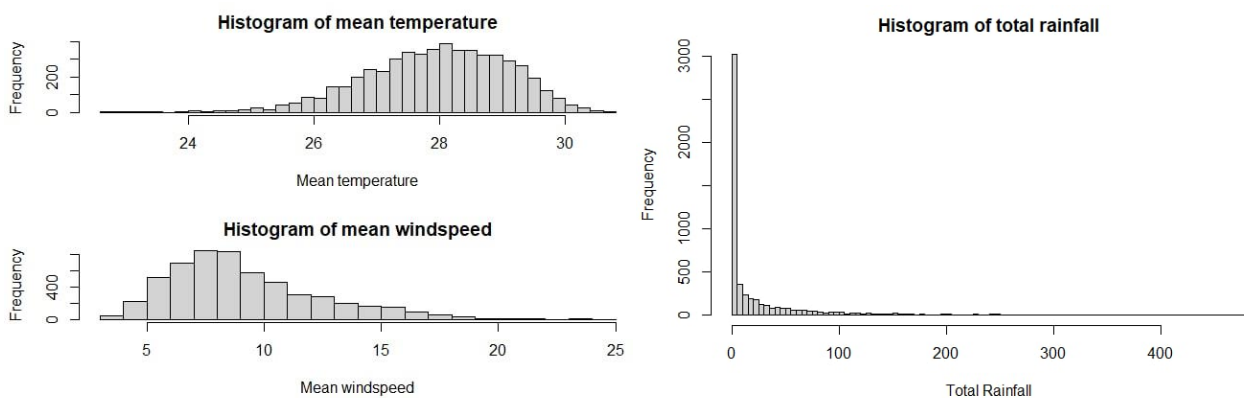 Histogram of mean temperature
Frequency
200
0
24 26 28 30
Mean temperature
Histogram of mean windspeed
Frequency
400
0
5 10 15 20 25
Mean windspeed
Histogram of total rainfall
Frequency
3000
2000
1000
500
0
0 100 200 300 400
Total Rainfall